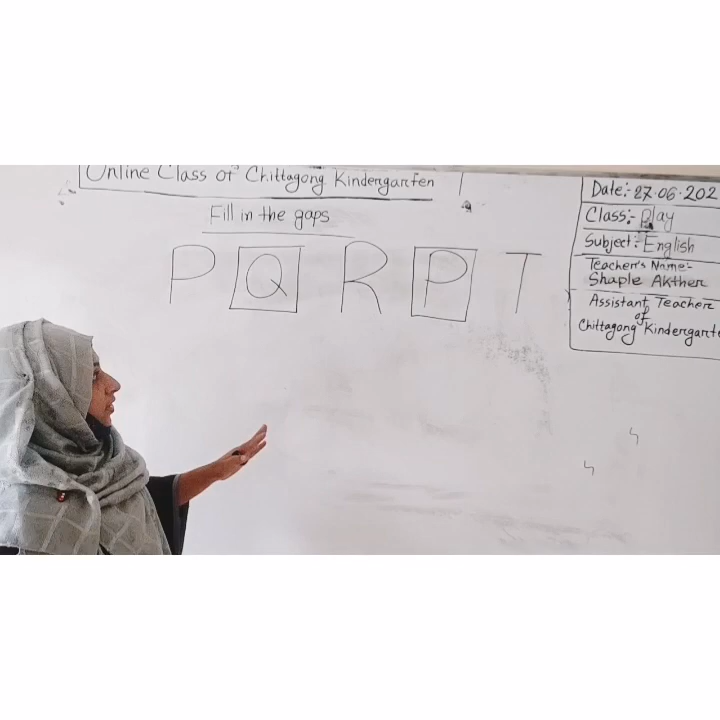 Online Class of Chittagong Kindergarten
Fill in the gaps
P Q R P T
Date:- 27.06.202
Class:- Play
Subject:- English
Teacher's Name:-
Shaple Akther
Assistant Teacher
of
Chittagong Kindergarte